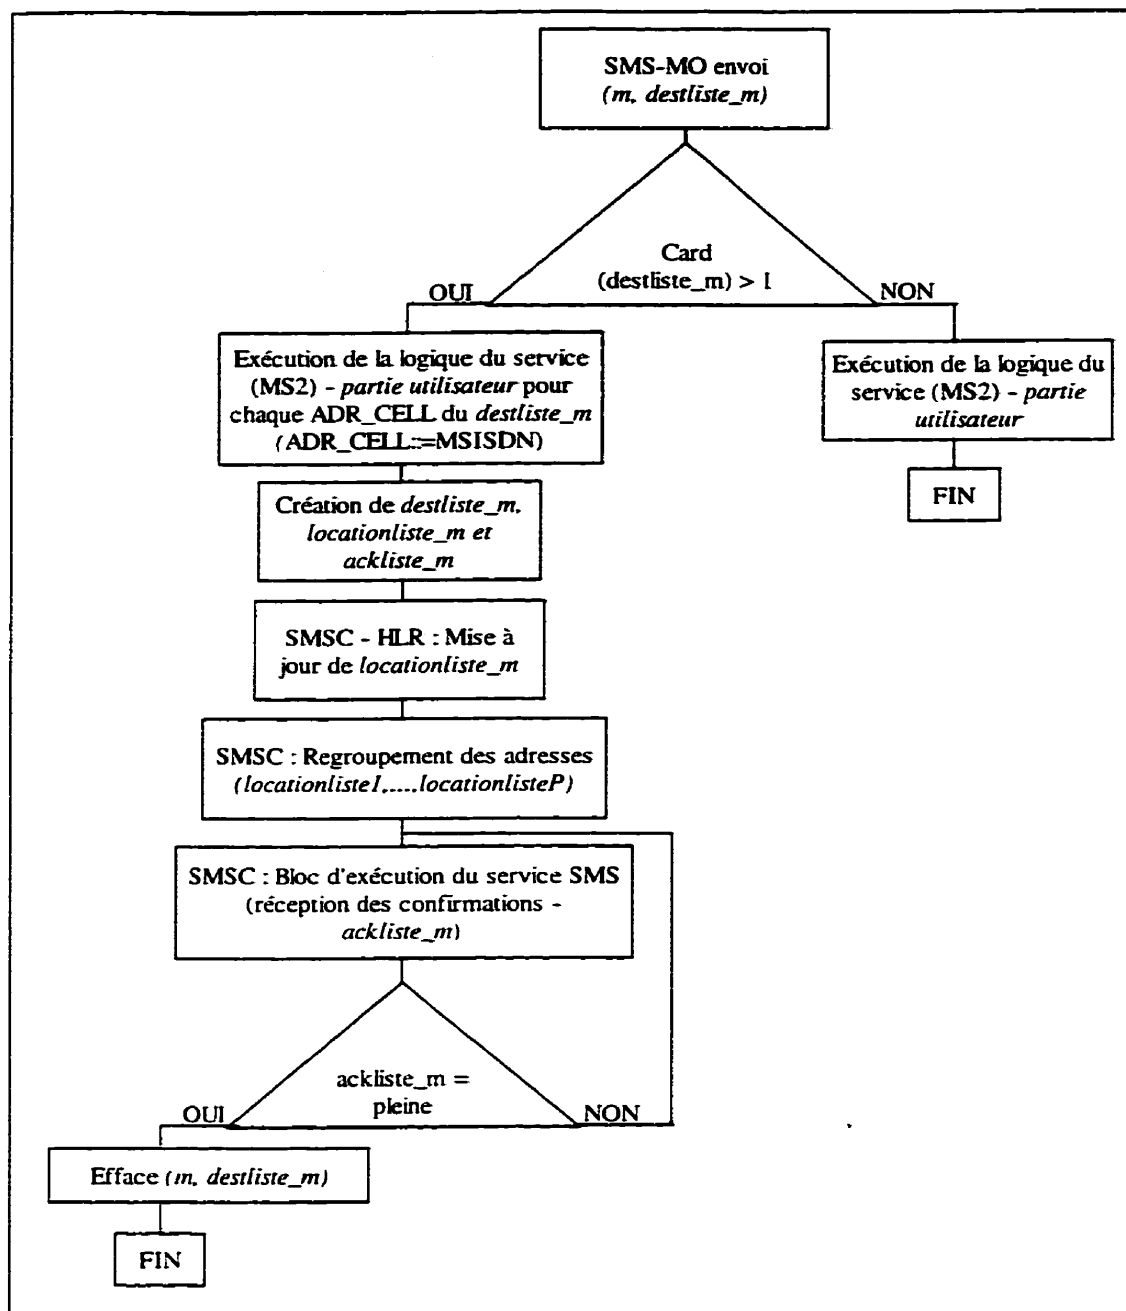 SMS-MO envoi
(m, destliste_m)
Card
(destliste_m) > 1
OUI
NON
Exécution de la logique du service
(MS2) - partie utilisateur pour
chaque ADR_CELL du destliste_m
(ADR_CELL::=MSISDN)
Exécution de la logique du
service (MS2) - partie
utilisateur
FIN
Création de destliste_m,
locationliste_m et
ackliste_m
SMSC - HLR : Mise à
jour de locationliste_m
SMSC : Regroupement des adresses
(locationliste1,....,locationlisteP)
SMSC : Bloc d'exécution du service SMS
(réception des confirmations -
ackliste_m)
ackliste_m =
pleine
OUI
NON
Efface (m, destliste_m)
FIN